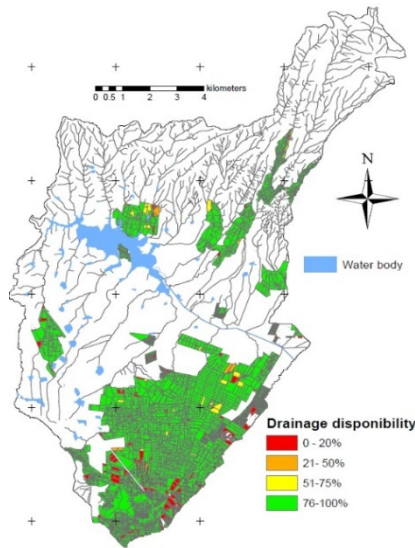 kilometers
0 0.5 1 2 3 4
N
Water body
Drainage disponibility
0 - 20%
21- 50%
51-75%
76-100%